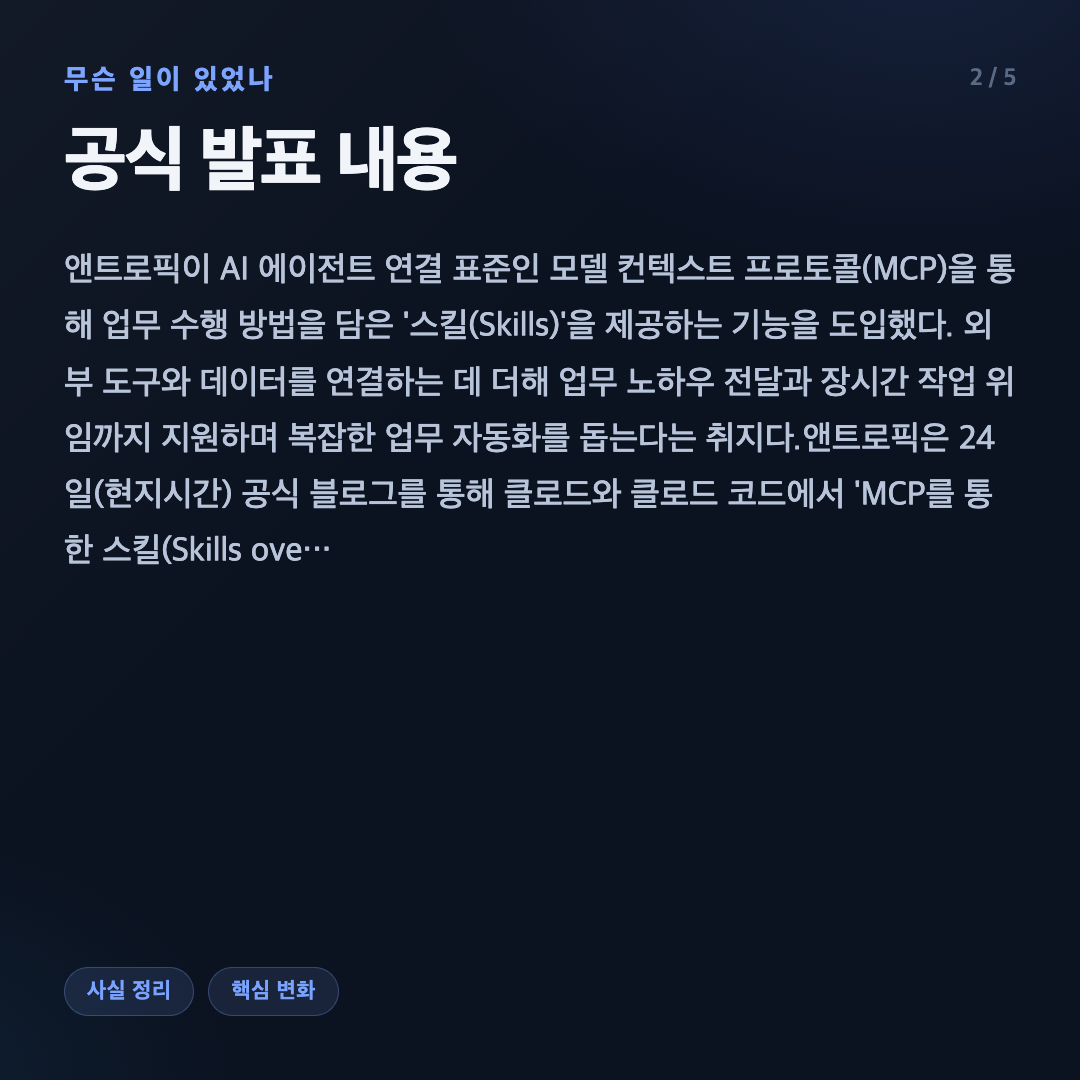 무슨 일이 있었나
2 / 5
공식 발표 내용
앤트로픽이 AI 에이전트 연결 표준인 모델 컨텍스트 프로토콜(MCP)을 통
해 업무 수행 방법을 담은 '스킬(Skills)'을 제공하는 기능을 도입했다. 외
부 도구와 데이터를 연결하는 데 더해 업무 노하우 전달과 장시간 작업 위
임까지 지원하며 복잡한 업무 자동화를 돕는다는 취지다.앤트로픽은 24
일(현지시간) 공식 블로그를 통해 클로드와 클로드 코드에서 'MCP를 통
한 스킬(Skills ove…
사실 정리
핵심 변화